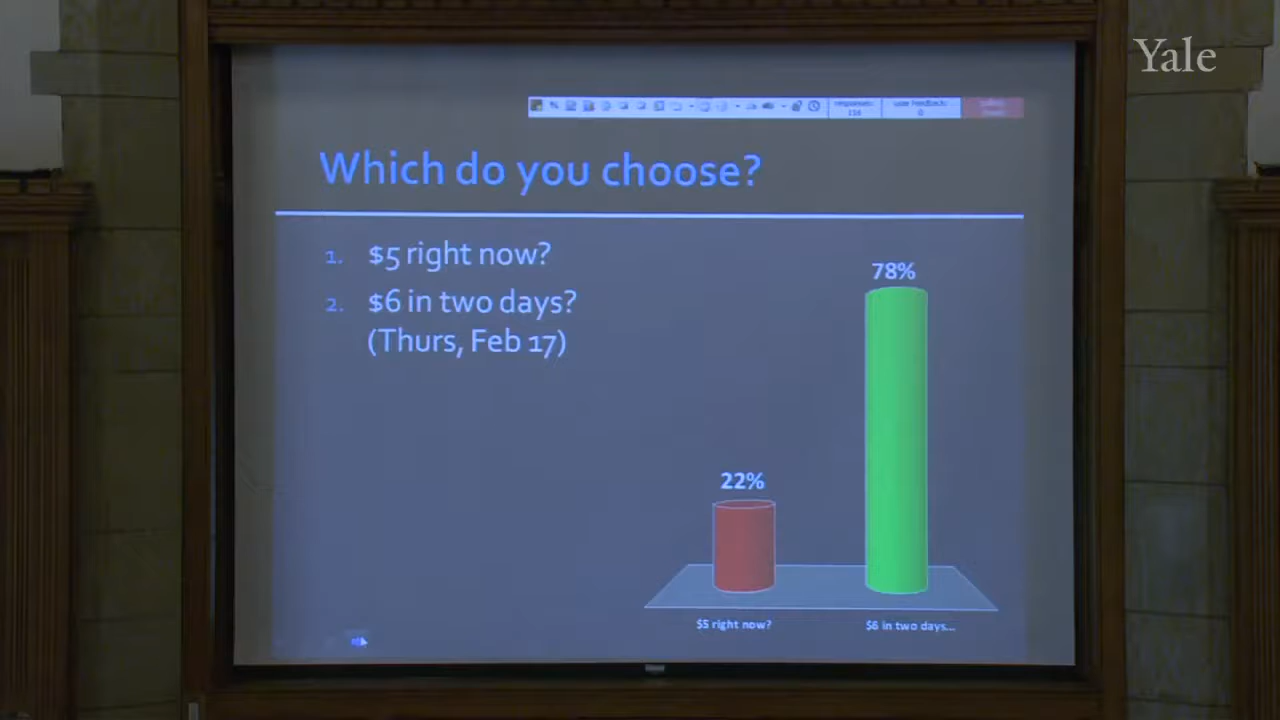 Yale
Which do you choose?
1. $5 right now?
2. $6 in two days?
(Thurs, Feb 17)
78%
22%
$5 right now?
$6 in two days...